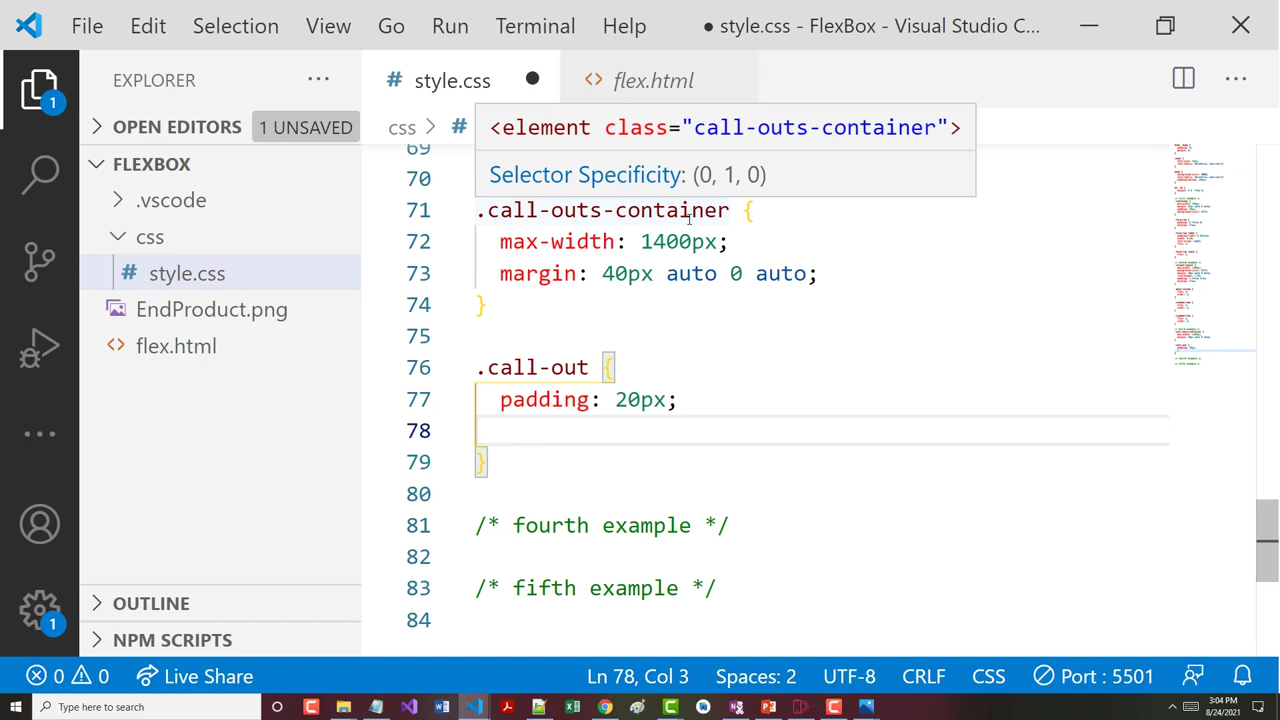 File Edit Selection View Go Run Terminal Help ● style.css - FlexBox - Visual Studio C...
EXPLORER ...
# style.css ●
<> flex.html
OPEN EDITORS 1 UNSAVED
FLEXBOX
.vscode
css
# style.css
EndProduct.png
<> flex.html
OUTLINE
NPM SCRIPTS
1
1
css > #
<element class="call-outs-container">
Selector Specificity: (0, 1, 0)
69
70
71 .call-outs-container {
72 max-width: 1400px;
73 margin: 40px auto 0 auto;
74 }
75
76 .call-out {
77 padding: 20px;
78
79 }
80
81 /* fourth example */
82
83 /* fifth example */
84
0 0 Live Share Ln 78, Col 3 Spaces: 2 UTF-8 CRLF CSS Port : 5501
Type here to search
3:04 PM
8/24/2021